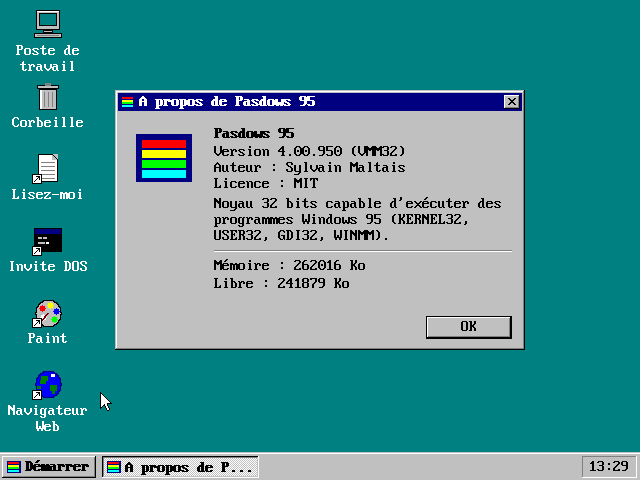 Poste de
travail
Corbeille
Lisez-moi
Invite DOS
Paint
Navigateur
Web
A propos de Pasdows 95
Pasdows 95
Version 4.00.950 (VMM32)
Auteur : Sylvain Maltais
Licence : MIT
Noyau 32 bits capable d'exécuter des
programmes Windows 95 (KERNEL32,
USER32, GDI32, WINMM).
Mémoire : 262016 Ko
Libre : 241879 Ko
OK
Démarrer
A propos de P...
13:29